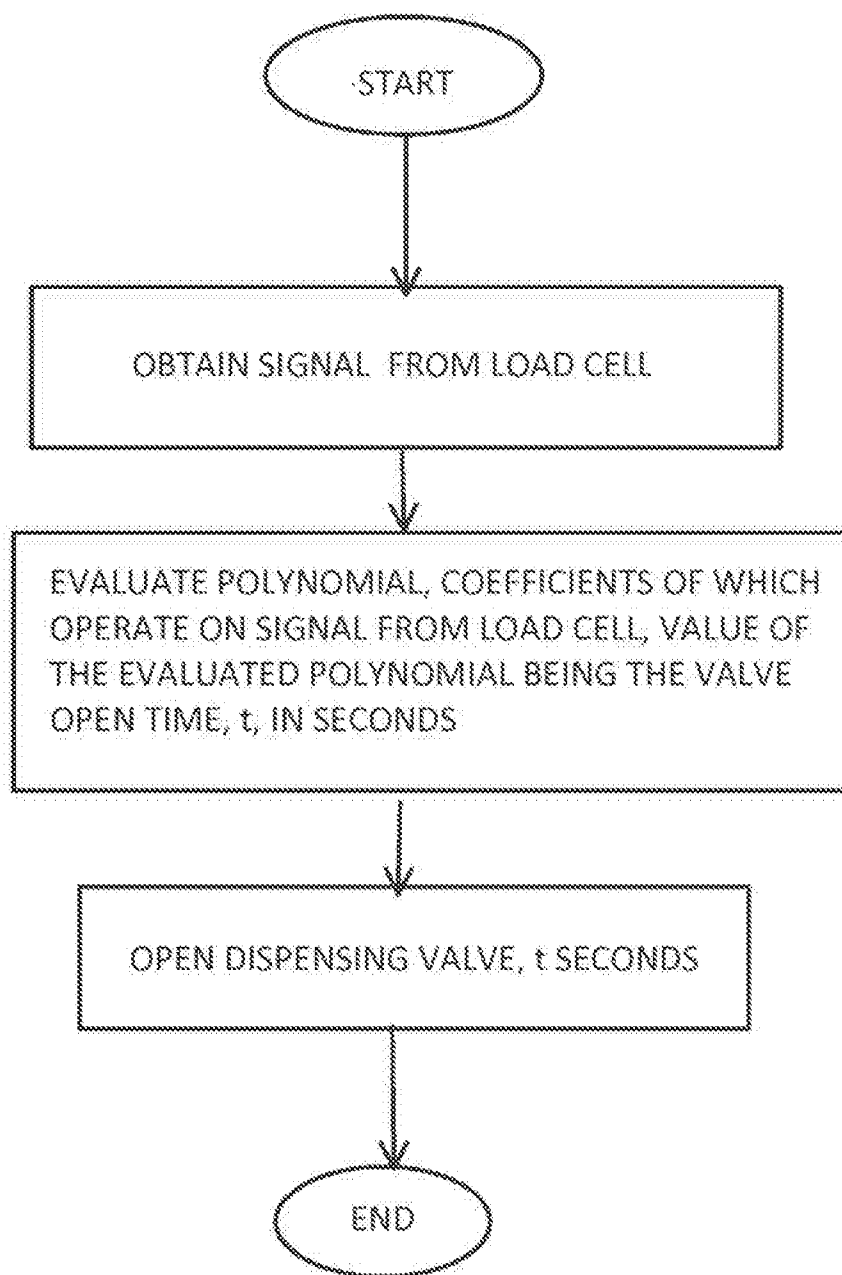 START
OBTAIN SIGNAL FROM LOAD CELL
EVALUATE POLYNOMIAL, COEFFICIENTS OF WHICH
OPERATE ON SIGNAL FROM LOAD CELL, VALUE OF
THE EVALUATED POLYNOMIAL BEING THE VALVE
OPEN TIME, t, IN SECONDS
OPEN DISPENSING VALVE, t SECONDS
END